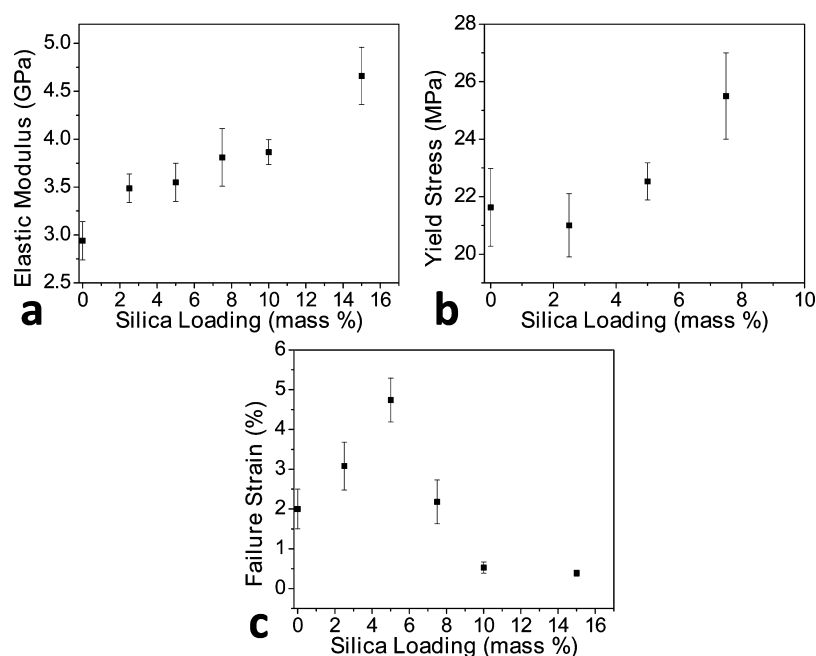 5.0
4.5
4.0
3.5
3.0
2.5
Elastic Modulus (GPa)
0 2 4 6 8 10 12 14 16
Silica Loading (mass %)
a
28
26
24
22
20
Yield Stress (MPa)
0 2 4 6 8 10
Silica Loading (mass %)
b
6
5
4
3
2
1
0
Failure Strain (%)
0 2 4 6 8 10 12 14 16
Silica Loading (mass %)
c